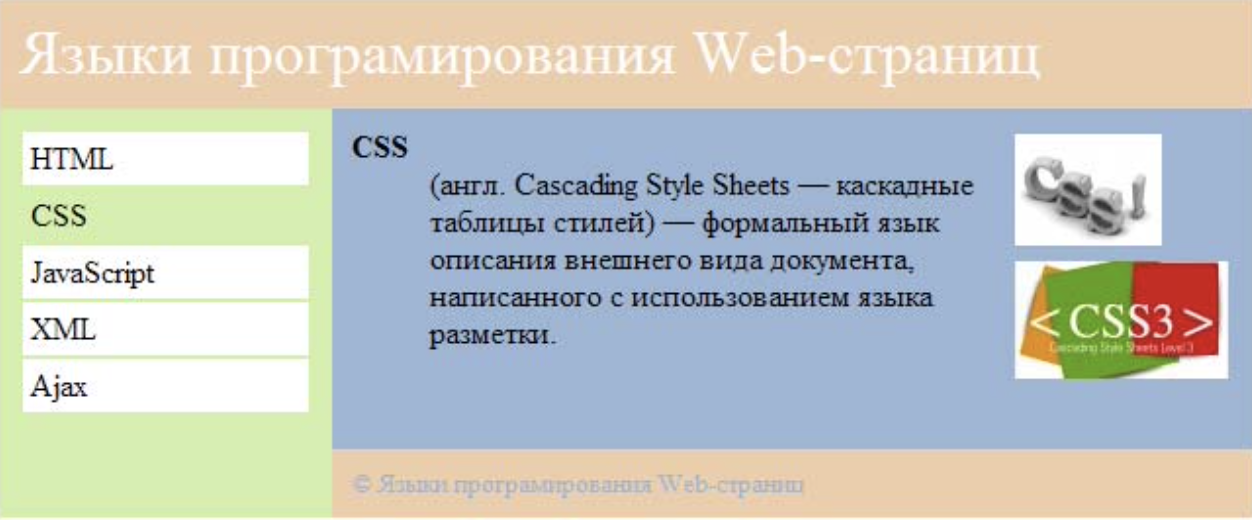 Языки програмирования Web-страниц
HTML
CSS
JavaScript
XML
Ajax
CSS
(англ. Cascading Style Sheets — каскадные
таблицы стилей) — формальный язык
описания внешнего вида документа,
написанного с использованием языка
разметки.
Css!
< CSS3 >
Cascading Style Sheets Level 3
© Языки програмирования Web-страниц